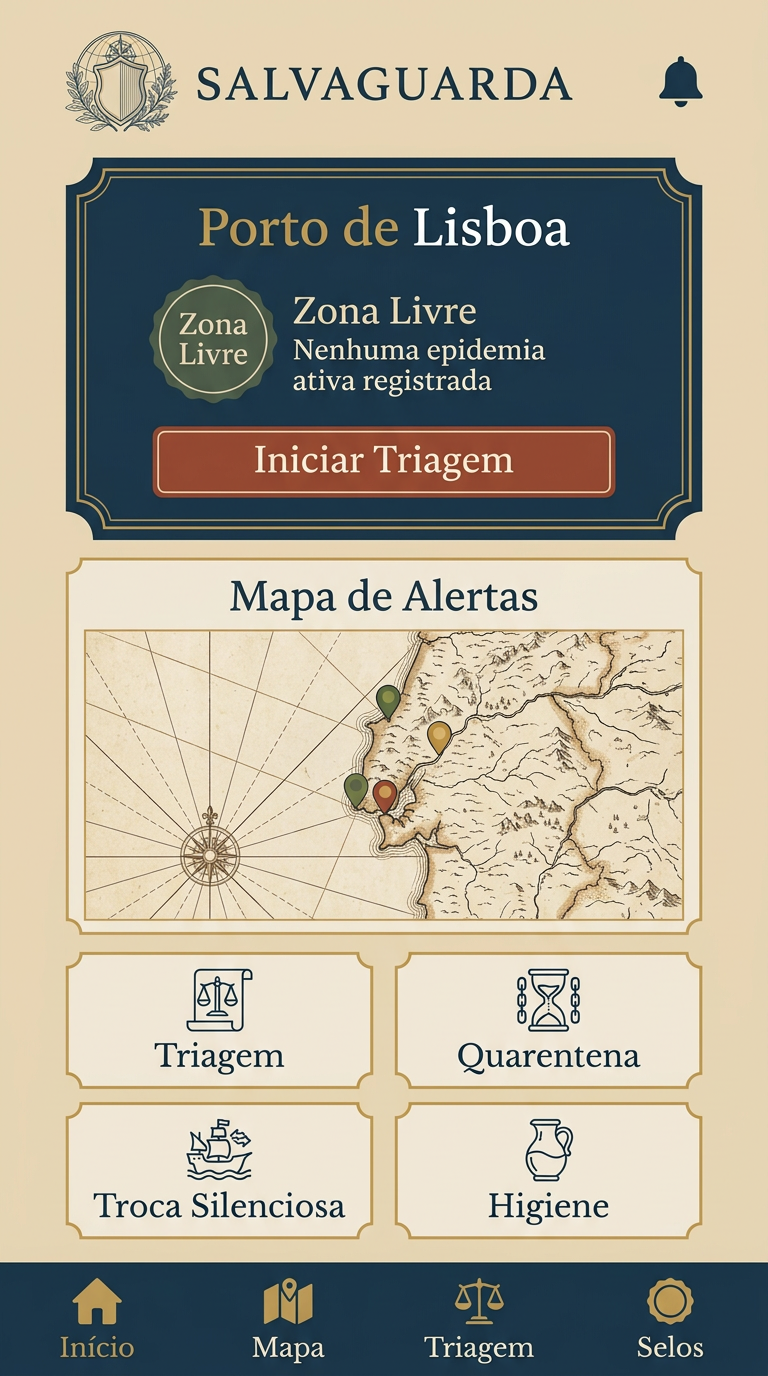 SALVAGUARDA
Porto de Lisboa
Zona
Livre
Zona Livre
Nenhuma epidemia
ativa registrada
Iniciar Triagem
Mapa de Alertas
Triagem
Quarentena
Troca Silenciosa
Higiene
Início
Mapa
Triagem
Selos